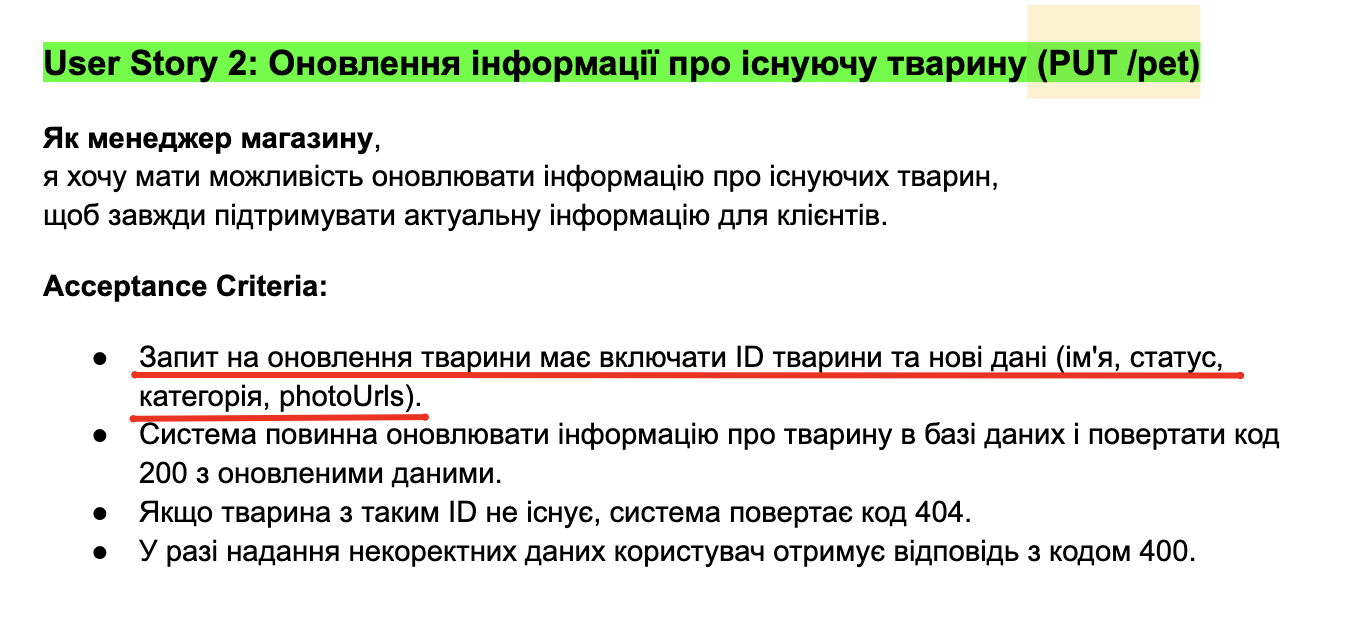 User Story 2: Оновлення інформації про існуючу тварину (PUT /pet)
Як менеджер магазину,
я хочу мати можливість оновлювати інформацію про існуючих тварин,
щоб завжди підтримувати актуальну інформацію для клієнтів.
Acceptance Criteria:
● Запит на оновлення тварини має включати ID тварини та нові дані (ім'я, статус,
категорія, photoUrls).
● Система повинна оновлювати інформацію про тварину в базі даних і повертати код
200 з оновленими даними.
● Якщо тварина з таким ID не існує, система повертає код 404.
● У разі надання некоректних даних користувач отримує відповідь з кодом 400.